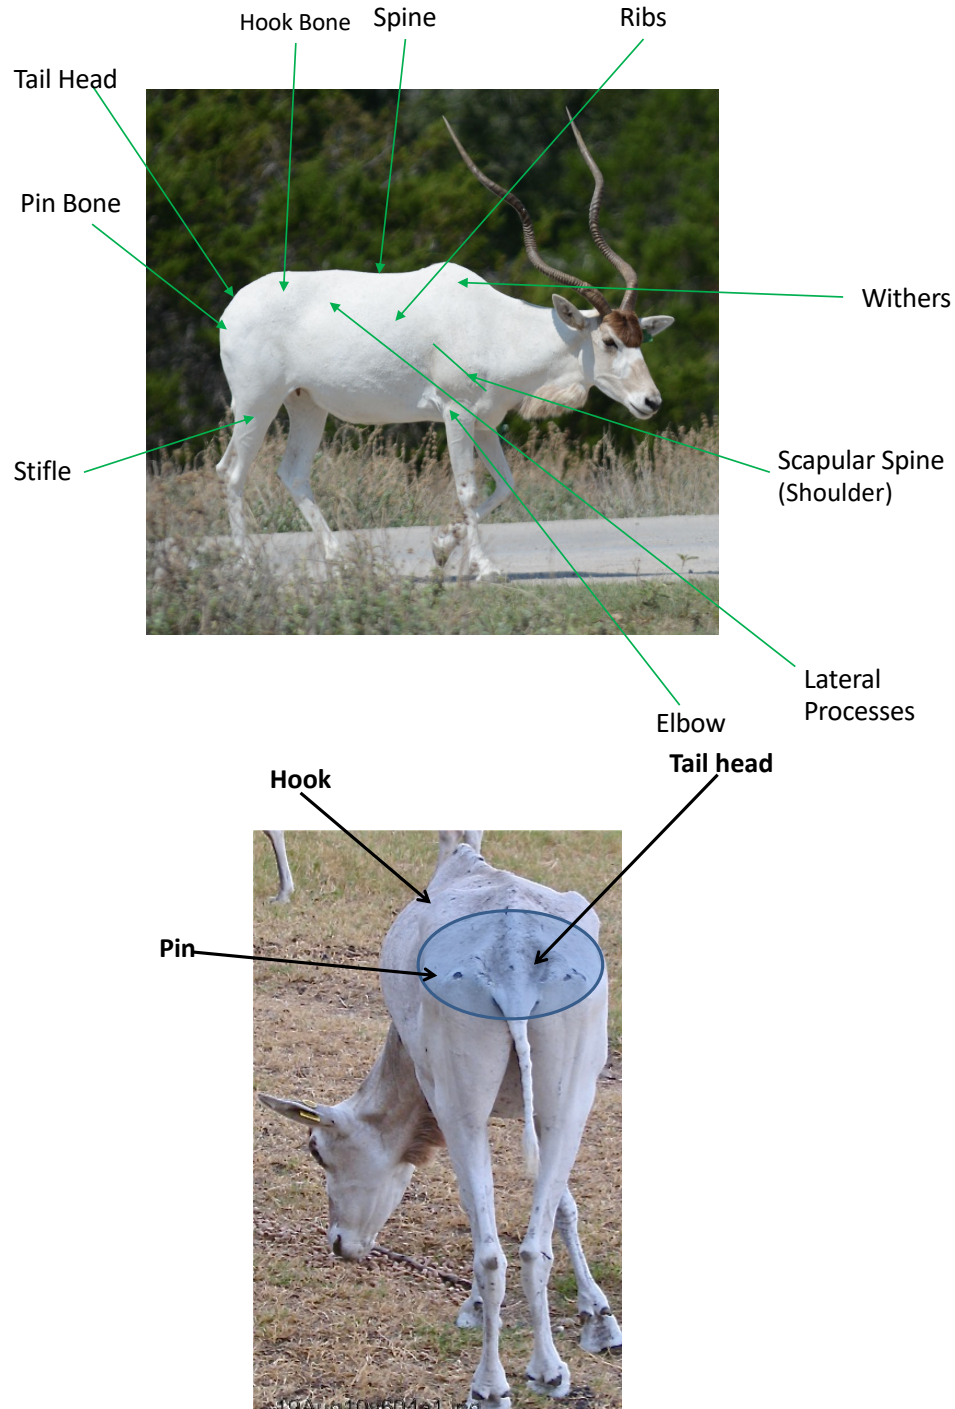 Hook Bone
Spine
Ribs
Tail Head
Pin Bone
Withers
Stifle
Scapular Spine
(Shoulder)
Lateral
Processes
Elbow
Tail head
Hook
Pin